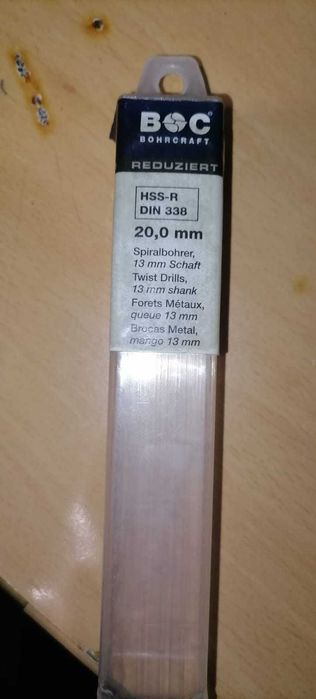 BOC
BOHRCRAFT
REDUZIERT
HSS-R
DIN 338
20,0 mm
Spiralbohrer,
13 mm Schaft
Twist Drills,
13 mm shank
Forets Métaux,
queue 13 mm
Brocas Metal,
mango 13 mm